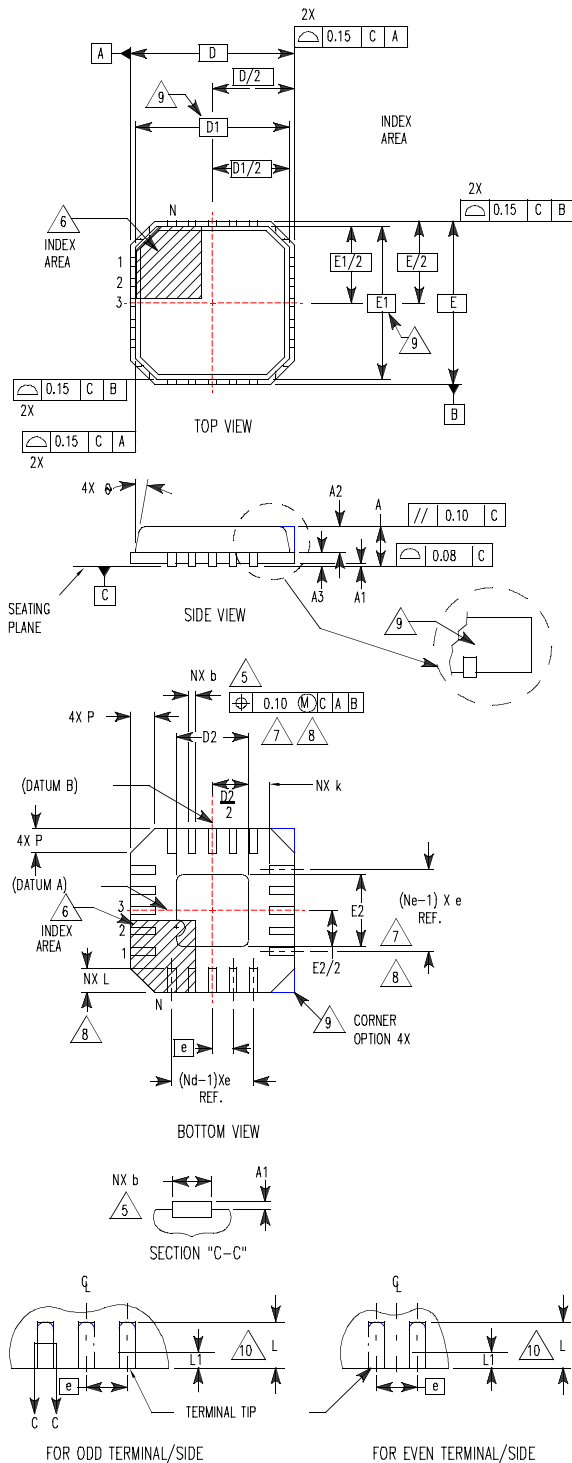 2X
⌓ 0.15 C A
A
D
D/2
9
D1
INDEX
AREA
D1/2
2X
⌓ 0.15 C B
N
6
INDEX
AREA
1
2
3
E1/2
E/2
E1
E
9
⌓ 0.15 C B
2X
B
⌓ 0.15 C A
2X
TOP VIEW
4X θ
A2
A
// 0.10 C
⌓ 0.08 C
C
A3
A1
SEATING
PLANE
SIDE VIEW
9
NX b
5
4X P
⌖ 0.10 Ⓜ C A B
D2
7
8
(DATUM B)
D2
2
NX k
4X P
(DATUM A)
6
INDEX
AREA
3
2
1
E2
(Ne-1) X e
REF.
7
E2/2
8
NX L
8
N
9
CORNER
OPTION 4X
e
(Nd-1)Xe
REF.
BOTTOM VIEW
NX b
A1
5
SECTION "C-C"
℄
℄
L
10
L1
L
10
L1
e
e
C C
TERMINAL TIP
FOR ODD TERMINAL/SIDE
FOR EVEN TERMINAL/SIDE